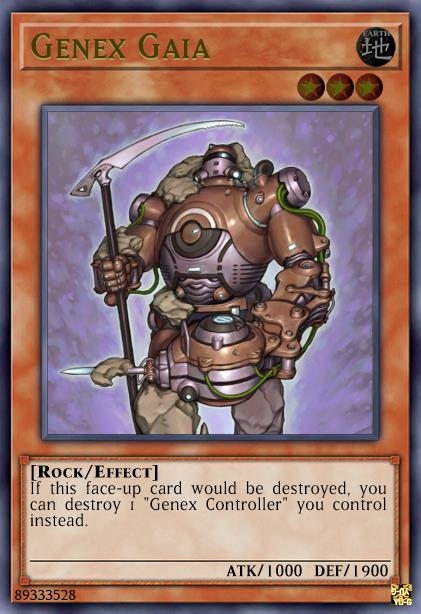 Genex Gaia
EARTH
地
[Rock/Effect]
If this face-up card would be destroyed, you
can destroy 1 "Genex Controller" you control
instead.
ATK/1000 DEF/1900
89333528